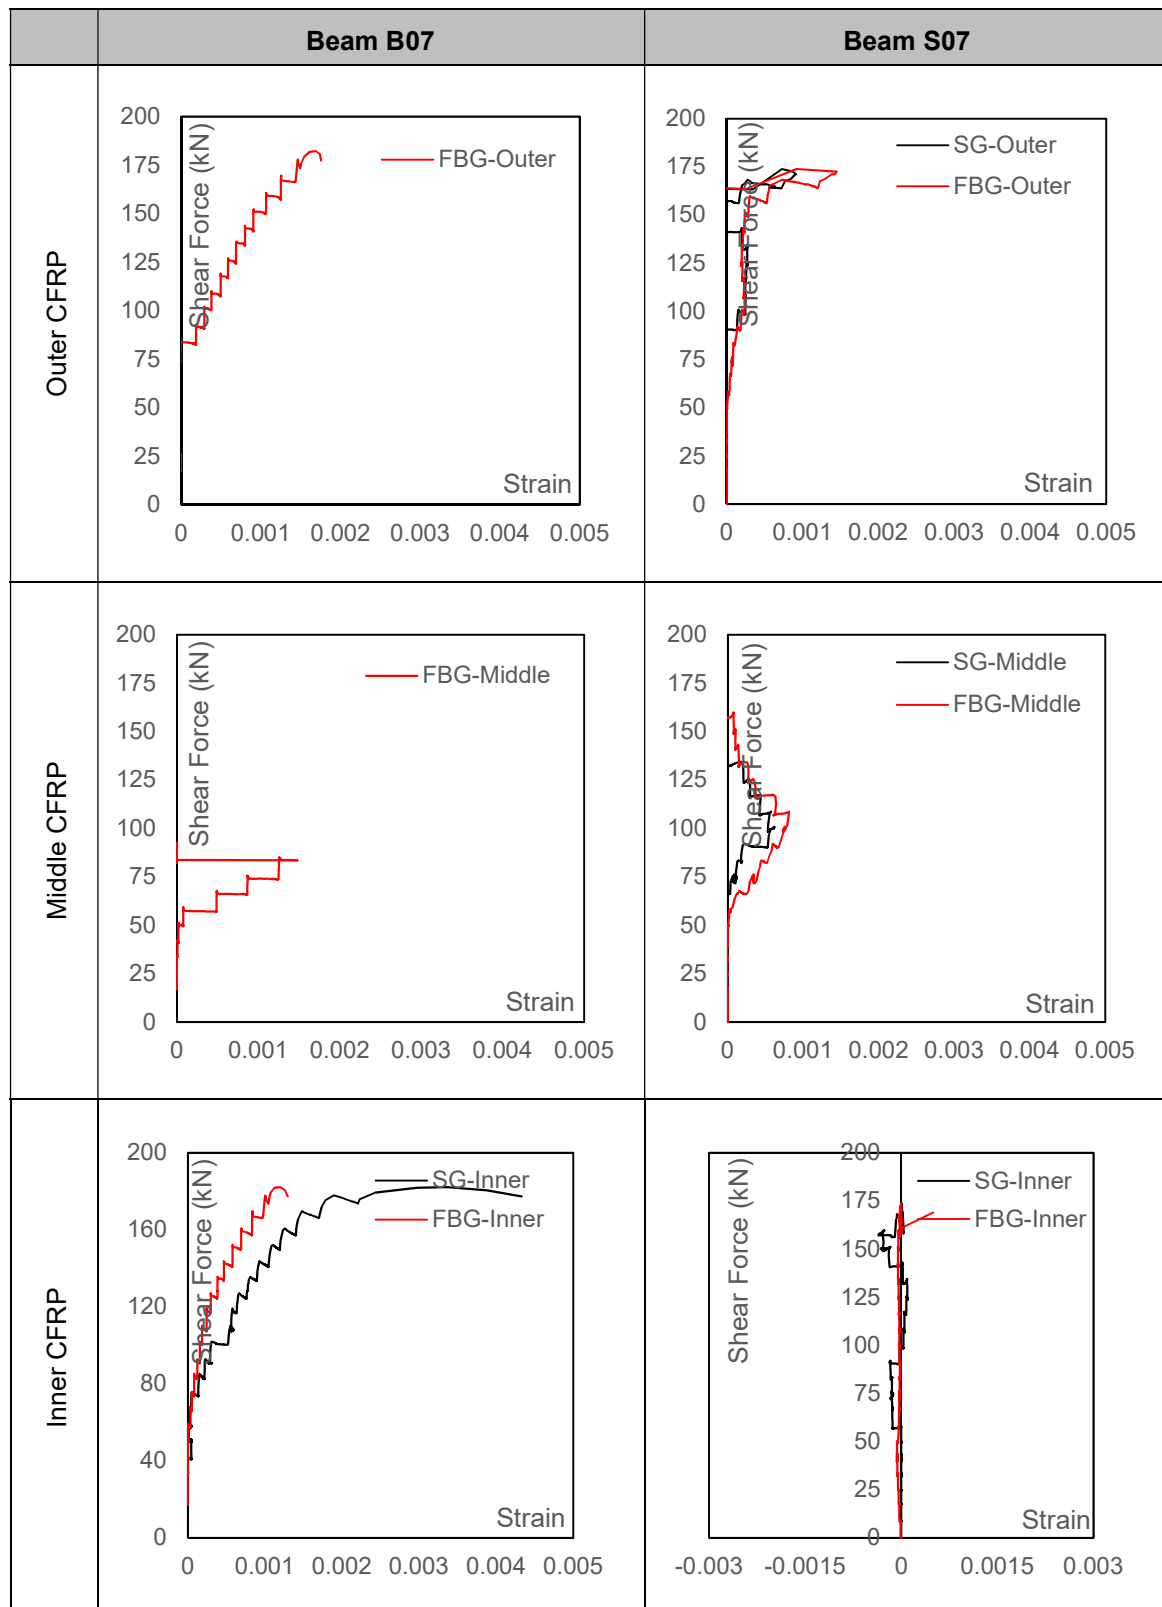 Beam B07
Beam S07
Outer CFRP
200
175
150
125
100
75
50
25
0
Shear Force (kN)
FBG-Outer
Strain
0 0.001 0.002 0.003 0.004 0.005
200
175
150
125
100
75
50
25
0
Shear Force (kN)
SG-Outer
FBG-Outer
Strain
0 0.001 0.002 0.003 0.004 0.005
Middle CFRP
200
175
150
125
100
75
50
25
0
Shear Force (kN)
FBG-Middle
Strain
0 0.001 0.002 0.003 0.004 0.005
200
175
150
125
100
75
50
25
0
Shear Force (kN)
SG-Middle
FBG-Middle
Strain
0 0.001 0.002 0.003 0.004 0.005
Inner CFRP
200
160
120
80
40
0
Shear Force (kN)
SG-Inner
FBG-Inner
Strain
0 0.001 0.002 0.003 0.004 0.005
200
175
150
125
100
75
50
25
0
Shear Force (kN)
SG-Inner
FBG-Inner
Strain
-0.003 -0.0015 0 0.0015 0.003